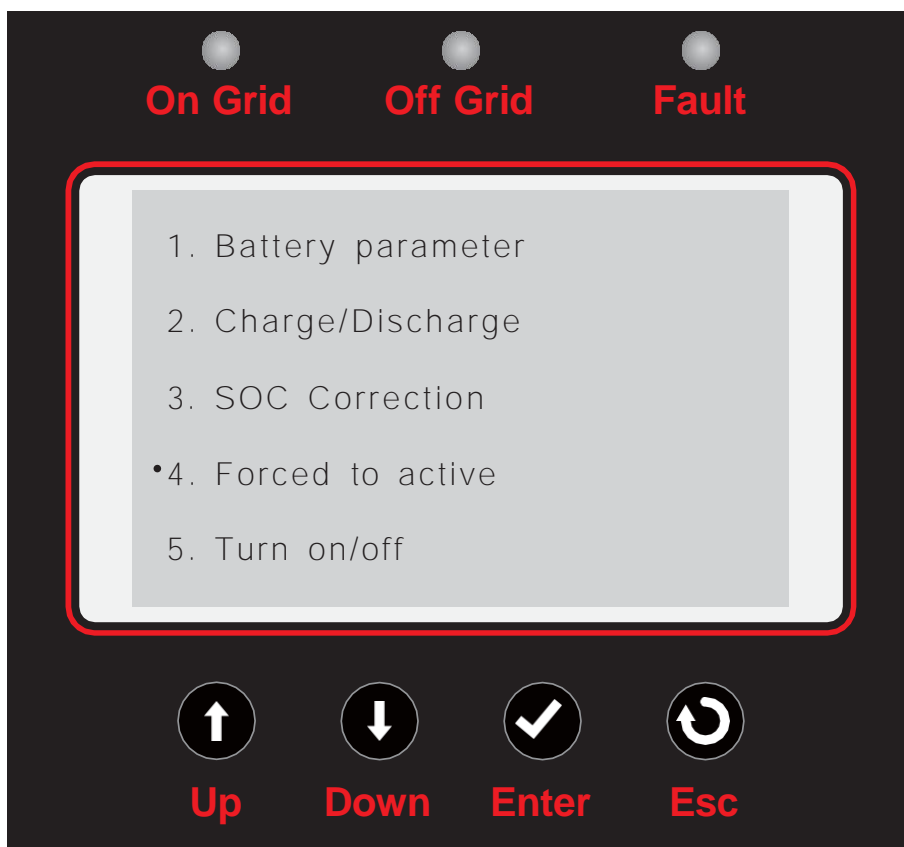 On Grid Off Grid Fault
1. Battery parameter
2. Charge/Discharge
3. SOC Correction
•4. Forced to active
5. Turn on/off
Up Down Enter Esc